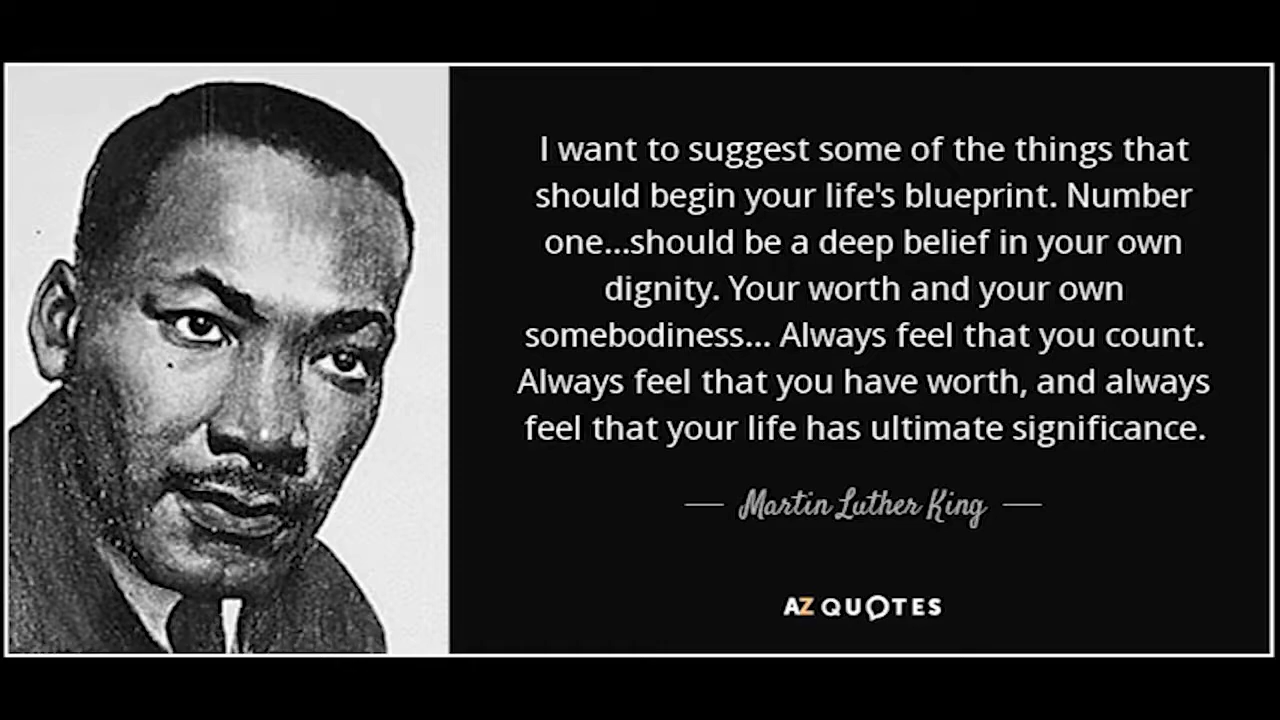 I want to suggest some of the things that
should begin your life's blueprint. Number
one...should be a deep belief in your own
dignity. Your worth and your own
somebodiness... Always feel that you count.
Always feel that you have worth, and always
feel that your life has ultimate significance.
Martin Luther King
AZ QUOTES